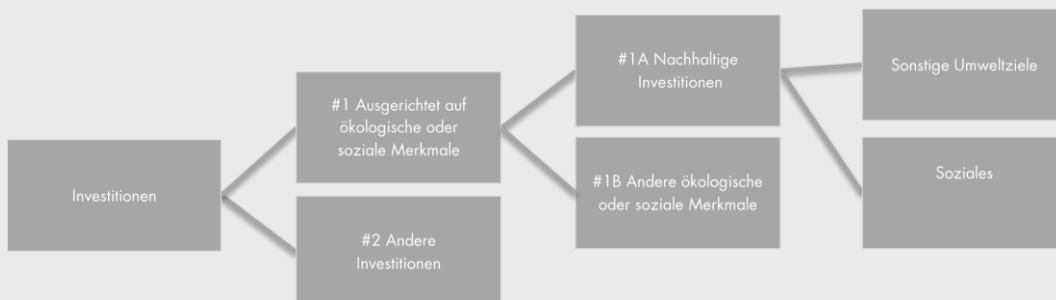 Investitionen
#1 Ausgerichtet auf
ökologische oder
soziale Merkmale
#2 Andere
Investitionen
#1A Nachhaltige
Investitionen
#1B Andere ökologische
oder soziale Merkmale
Sonstige Umweltziele
Soziales